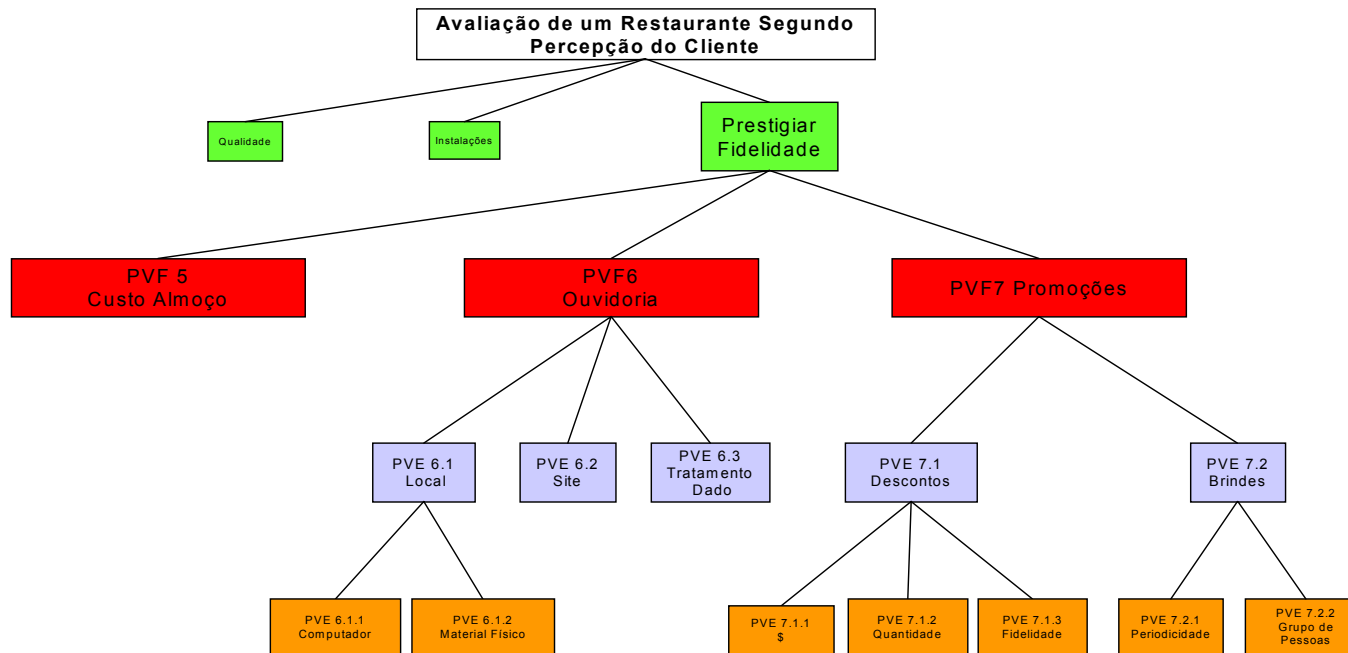 Avaliação de um Restaurante Segundo
Percepção do Cliente
Qualidade
Instalações
Prestigiar
Fidelidade
PVF 5
Custo Almoço
PVF6
Ouvidoria
PVF7 Promoções
PVE 6.1
Local
PVE 6.2
Site
PVE 6.3
Tratamento
Dado
PVE 7.1
Descontos
PVE 7.2
Brindes
PVE 6.1.1
Computador
PVE 6.1.2
Material Físico
PVE 7.1.1
$
PVE 7.1.2
Quantidade
PVE 7.1.3
Fidelidade
PVE 7.2.1
Periodicidade
PVE 7.2.2
Grupo de
Pessoas